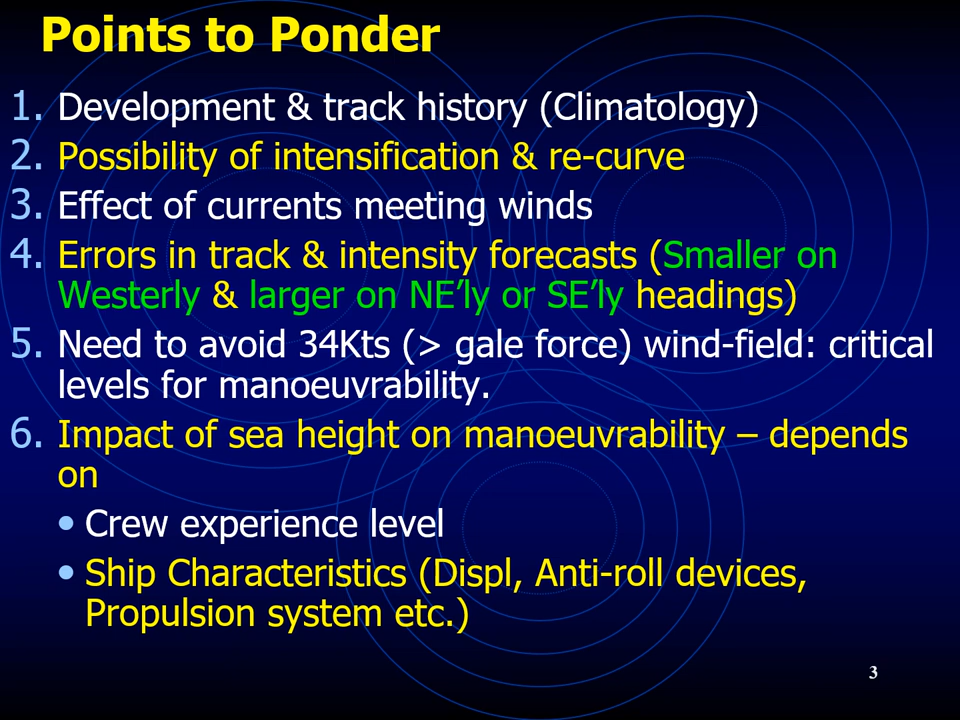 Points to Ponder
1. Development & track history (Climatology)
2. Possibility of intensification & re-curve
3. Effect of currents meeting winds
4. Errors in track & intensity forecasts (Smaller on
Westerly & larger on NE’ly or SE’ly headings)
5. Need to avoid 34Kts (> gale force) wind-field: critical
levels for manoeuvrability.
6. Impact of sea height on manoeuvrability – depends
on
• Crew experience level
• Ship Characteristics (Displ, Anti-roll devices,
Propulsion system etc.)
3